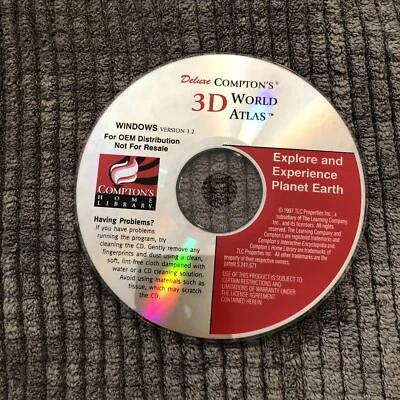 Deluxe COMPTON'S®
3D WORLD
ATLAS™
WINDOWS VERSION 3.2
For OEM Distribution
Not For Resale
COMPTON'S
HOME
LIBRARY
Explore and
Experience
Planet Earth
Having Problems?
If you have problems
running the program, try
cleaning the CD. Gently remove any
fingerprints and dust using a clean,
soft, lint-free cloth dampened with
water or a CD cleaning solution.
Avoid using materials such as
tissue, which may scratch
the CD.
© 1997 TLC Properties Inc., a
subsidiary of The Learning Company,
Inc., and its licensors. All rights
reserved. The Learning Company and
Compton's are registered trademarks and
Compton's Interactive Encyclopedia and
Compton's Home Library are trademarks of
TLC Properties Inc. All other trademarks are the
property of their respective owners.
Patent 5,241,671
USE OF THIS PRODUCT IS SUBJECT TO
CERTAIN RESTRICTIONS AND
LIMITATIONS OF WARRANTY UNDER
THE LICENSE AGREEMENT
CONTAINED HEREIN.